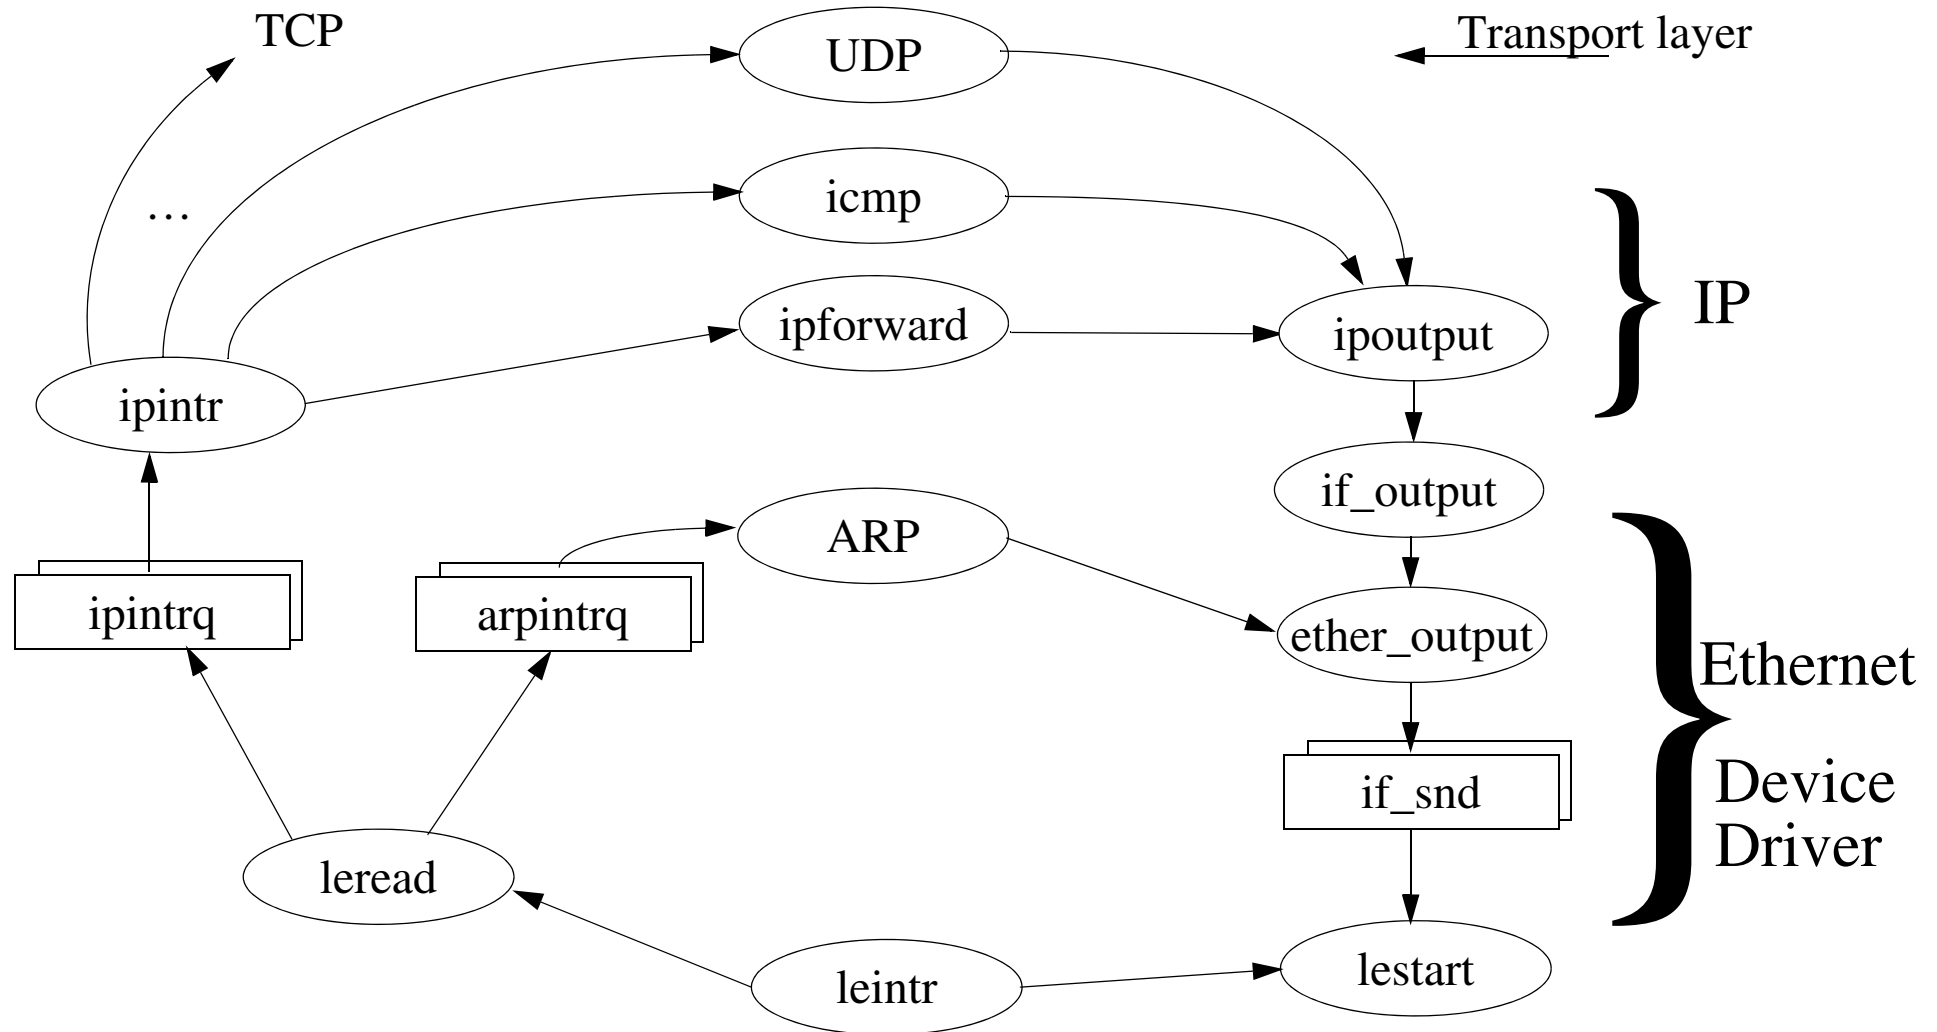 TCP
UDP
Transport layer
icmp
...
ipforward
ipoutput
IP
ipintr
if_output
ARP
ipintrq
arpintrq
ether_output
Ethernet
if_snd
Device
Driver
leread
lestart
leintr